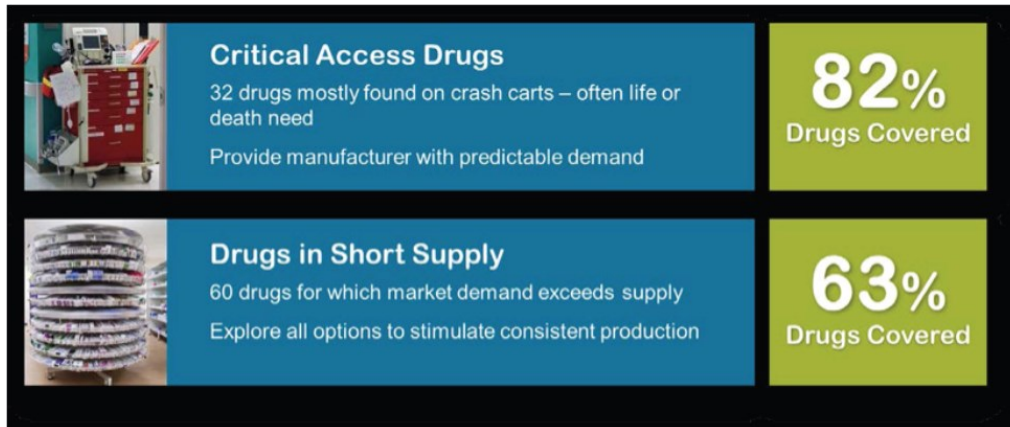 Critical Access Drugs
32 drugs mostly found on crash carts – often life or
death need
Provide manufacturer with predictable demand
82%
Drugs Covered
Drugs in Short Supply
60 drugs for which market demand exceeds supply
Explore all options to stimulate consistent production
63%
Drugs Covered